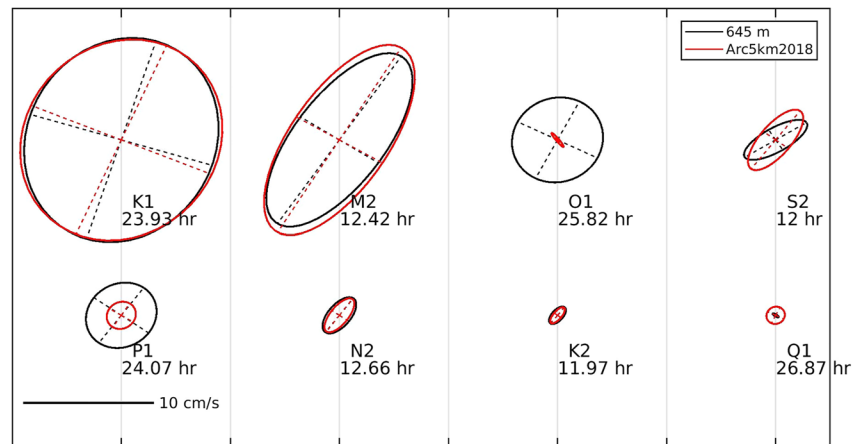 645 m
Arc5km2018
K1
23.93 hr
M2
12.42 hr
O1
25.82 hr
S2
12 hr
P1
24.07 hr
N2
12.66 hr
K2
11.97 hr
Q1
26.87 hr
10 cm/s